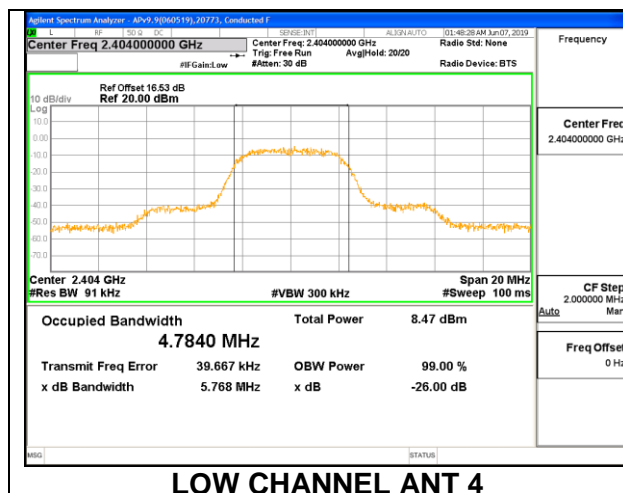 Agilent Spectrum Analyzer - APv9.9(060519),20773, Conducted F
L RF 50 Ω DC SENSE:INT ALIGN AUTO 01:48:28 AM Jun 07, 2019
Center Freq 2.404000000 GHz
Center Freq: 2.404000000 GHz
Radio Std: None
Trig: Free Run Avg|Hold: 20/20
#IFGain:Low #Atten: 30 dB Radio Device: BTS
Frequency
Ref Offset 16.53 dB
10 dB/div Ref 20.00 dBm
Log
10.0
0.00
-10.0
-20.0
-30.0
-40.0
-50.0
-60.0
-70.0
Center Freq
2.404000000 GHz
Center 2.404 GHz Span 20 MHz
#Res BW 91 kHz #VBW 300 kHz #Sweep 100 ms
CF Step
2.000000 MHz
Auto Man
Occupied Bandwidth Total Power 8.47 dBm
4.7840 MHz
Transmit Freq Error 39.667 kHz OBW Power 99.00 %
x dB Bandwidth 5.768 MHz x dB -26.00 dB
Freq Offset
0 Hz
MSG STATUS
LOW CHANNEL ANT 4